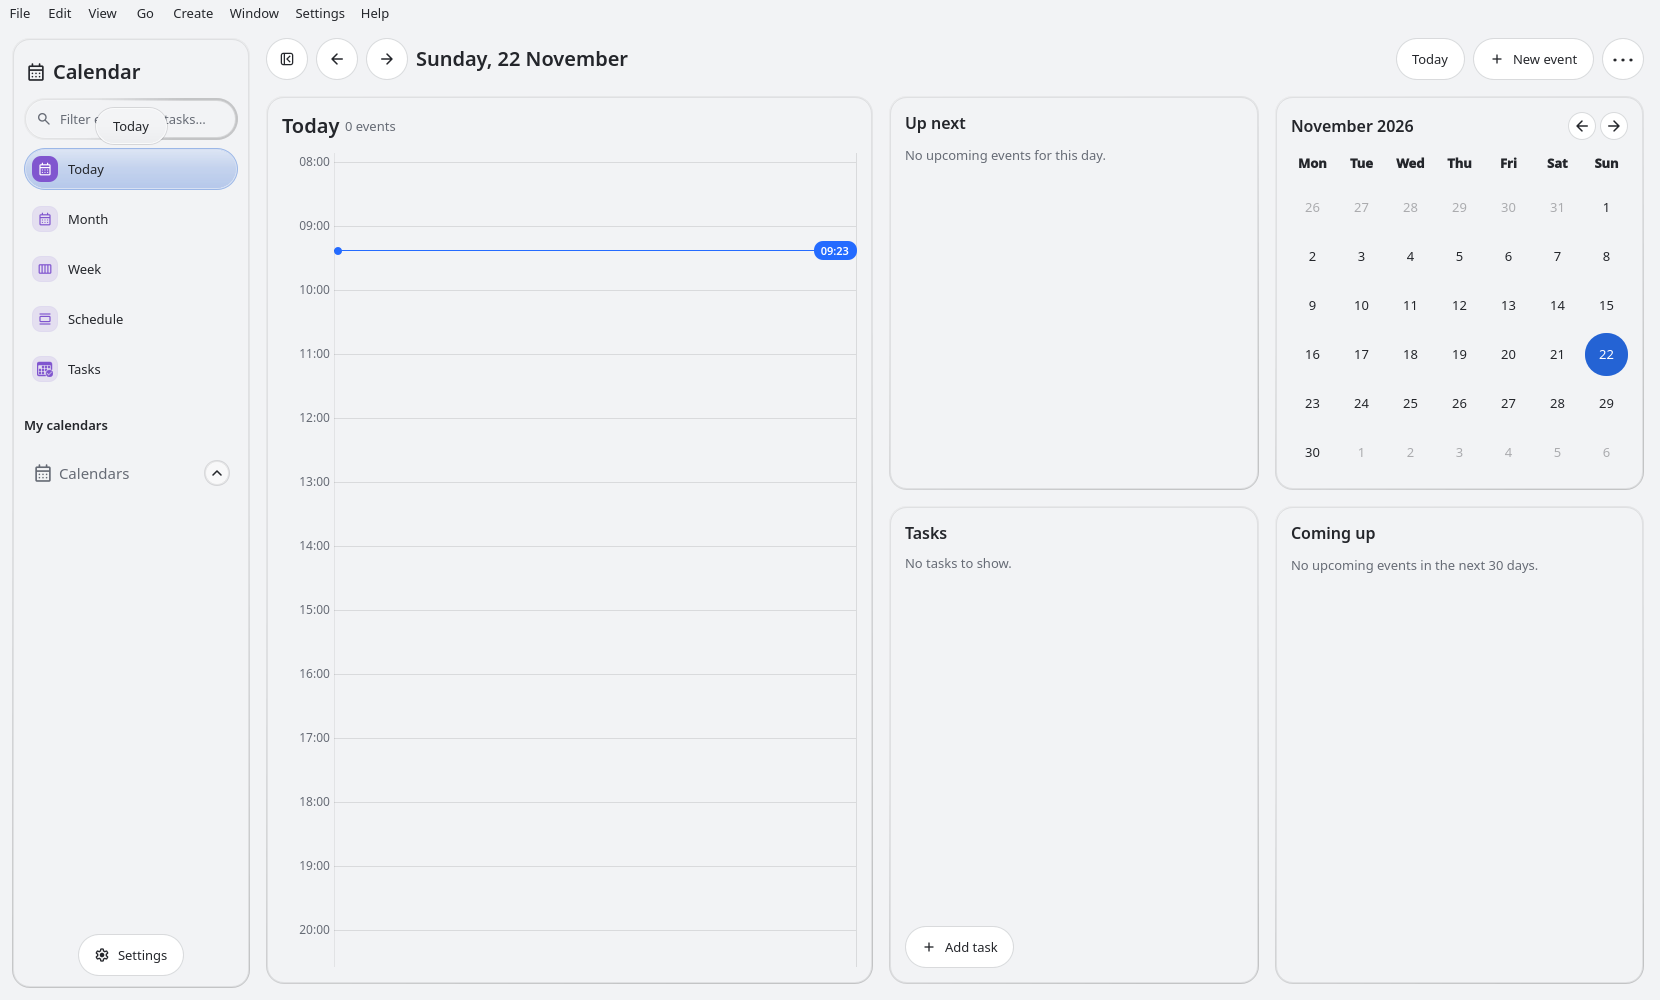 File Edit View Go Create Window Settings Help
Calendar
Filter e tasks...
Today
Today
Month
Week
Schedule
Tasks
My calendars
Calendars
Settings
Sunday, 22 November
Today
New event
Today 0 events
08:00
09:00
09:23
10:00
11:00
12:00
13:00
14:00
15:00
16:00
17:00
18:00
19:00
20:00
Up next
No upcoming events for this day.
November 2026
Mon Tue Wed Thu Fri Sat Sun
26 27 28 29 30 31 1
2 3 4 5 6 7 8
9 10 11 12 13 14 15
16 17 18 19 20 21 22
23 24 25 26 27 28 29
30 1 2 3 4 5 6
Tasks
No tasks to show.
Add task
Coming up
No upcoming events in the next 30 days.